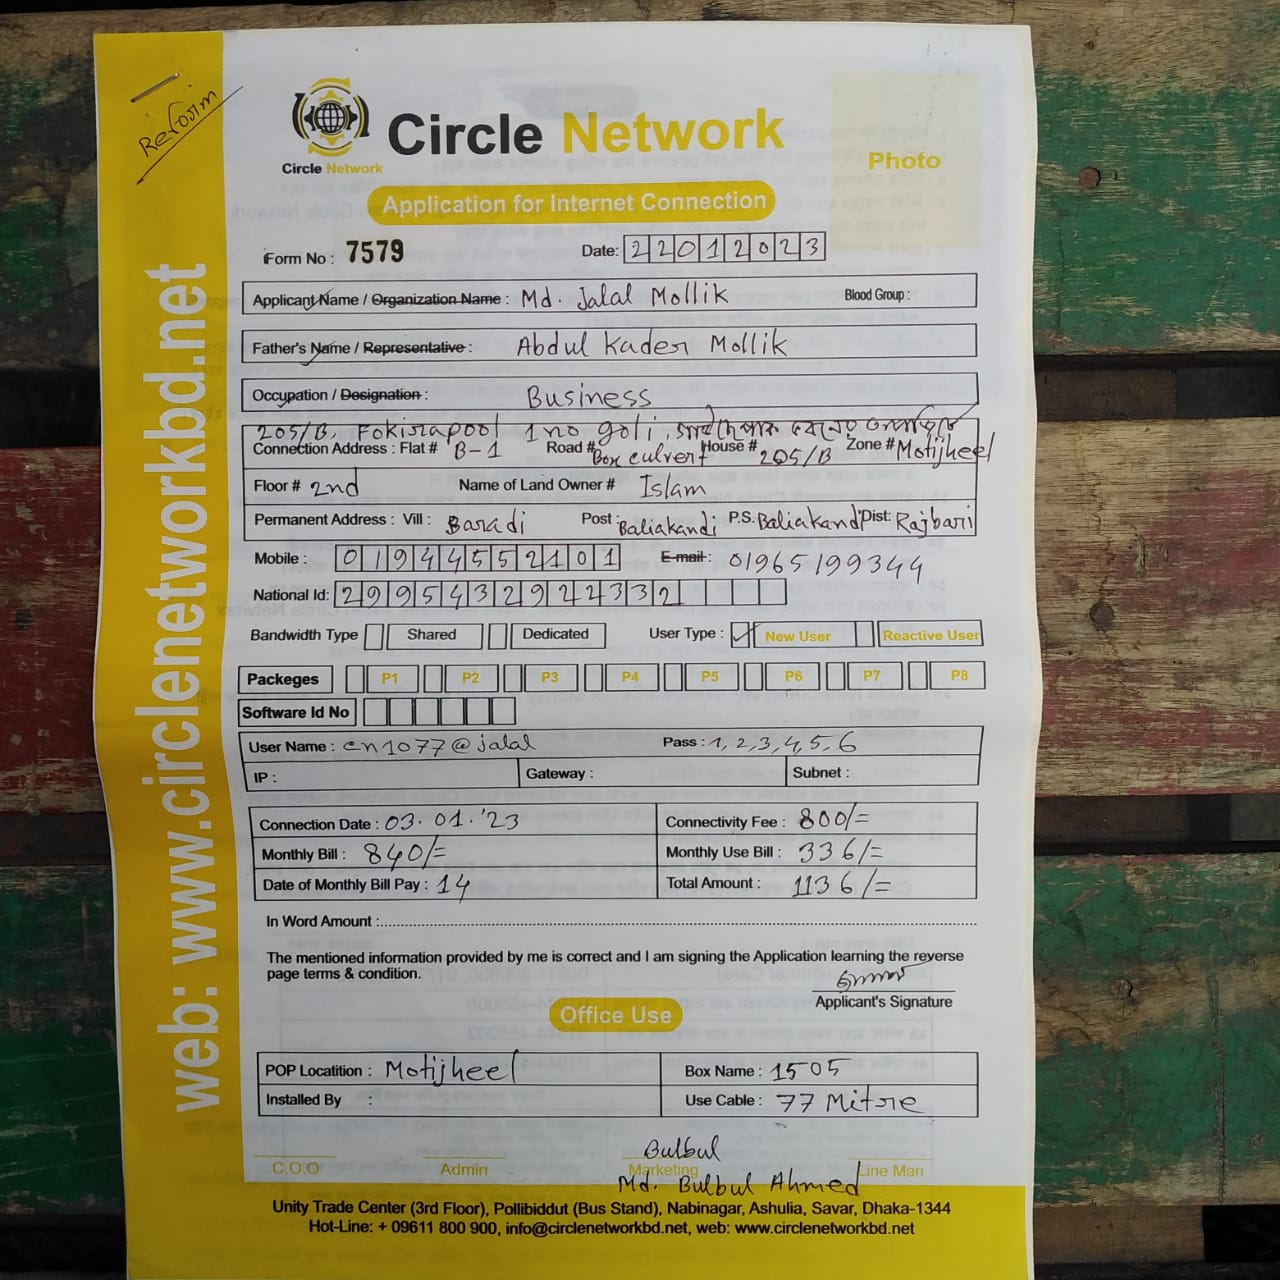 Reform
Circle Network
Circle Network
Photo
Application for Internet Connection
Form No : 7579
Date: 22012023
Applicant Name / Organization Name : Md. Jalal Mollik Blood Group :
Father's Name / Representative : Abdul Kader Mollik
Occupation / Designation : Business
205/B, Fokirapool 1 no goli,
Connection Address : Flat # B-1 Road # Box culvert House # 205/B Zone # Motijheel
Floor # 2nd Name of Land Owner # Islam
Permanent Address : Vill : Baradi Post : Baliakandi P.S. Baliakandi Dist: Rajbari
Mobile : 01944552101 E-mail : 01965199344
National Id: 2995432922332
Bandwidth Type Shared Dedicated User Type : New User Reactive User
Packeges P1 P2 P3 P4 P5 P6 P7 P8
Software Id No
User Name : cn1077@jalal Pass : 1,2,3,4,5,6
IP : Gateway : Subnet :
Connection Date : 03.01.'23 Connectivity Fee : 800/=
Monthly Bill : 840/= Monthly Use Bill : 336/=
Date of Monthly Bill Pay : 14 Total Amount : 1136/=
In Word Amount :
The mentioned information provided by me is correct and I am signing the Application learning the reverse
page terms & condition.
Applicant's Signature
Office Use
POP Locatition : Motijheel Box Name : 1505
Installed By : Use Cable : 77 Mitre
Bulbul
C.O.O Admin Marketing Line Man
Md. Bulbul Ahmed
Unity Trade Center (3rd Floor), Pollibiddut (Bus Stand), Nabinagar, Ashulia, Savar, Dhaka-1344
Hot-Line: + 09611 800 900, info@circlenetworkbd.net, web: www.circlenetworkbd.net
web: www.circlenetworkbd.net